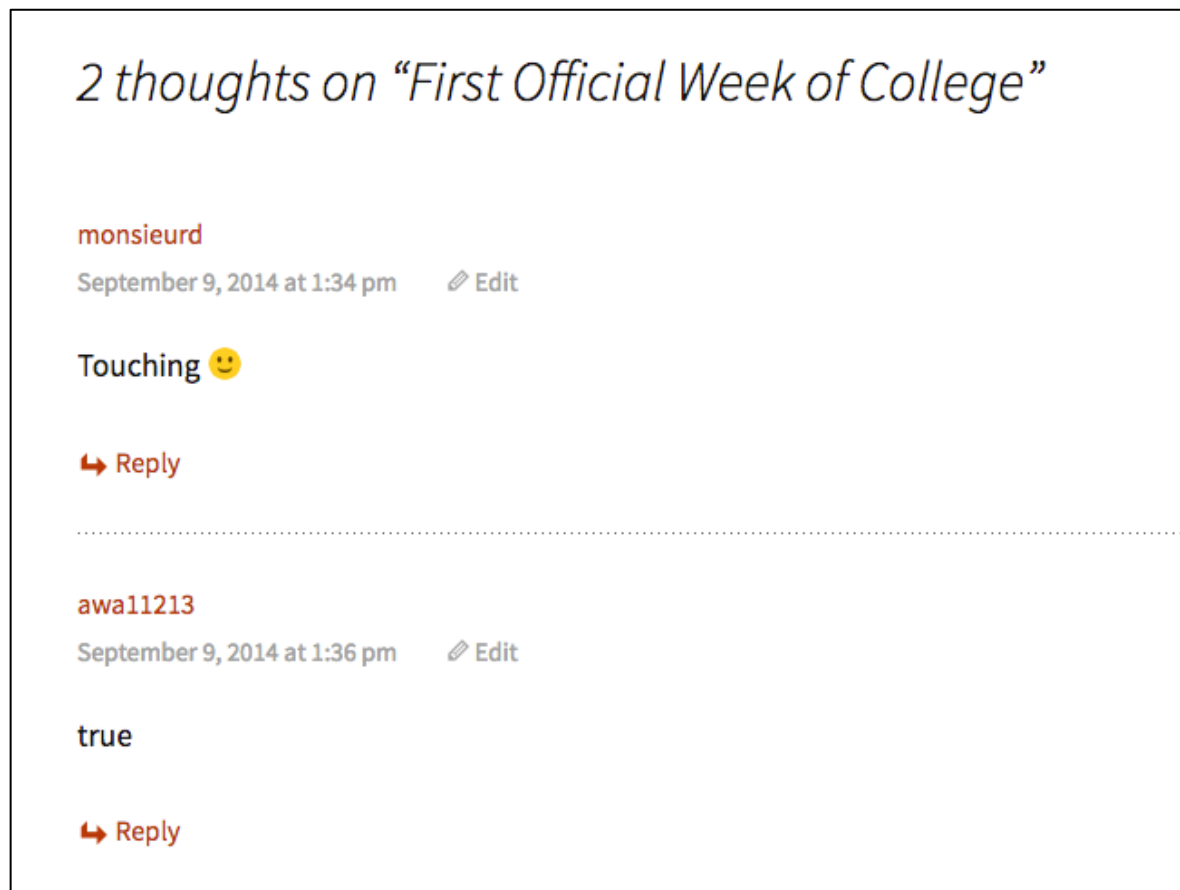 2 thoughts on “First Official Week of College”
monsieurd
September 9, 2014 at 1:34 pm Edit
Touching 🙂
Reply
awa11213
September 9, 2014 at 1:36 pm Edit
true
Reply